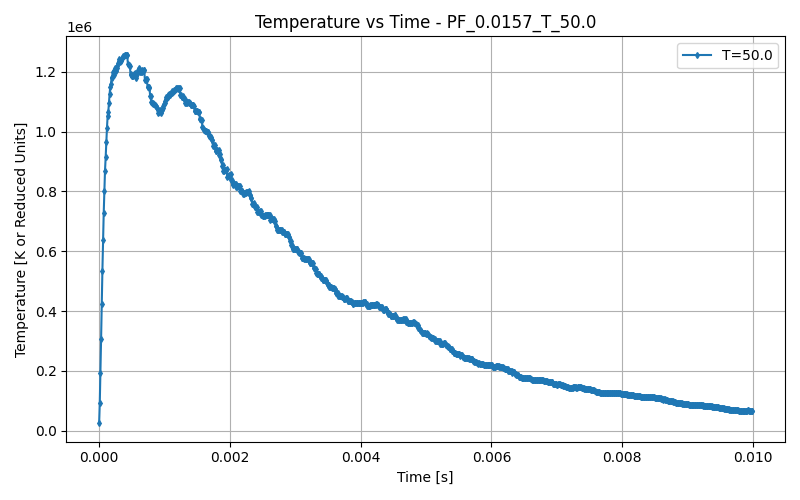 Temperature vs Time - PF_0.0157_T_50.0
1e6
T=50.0
1.2
1.0
0.8
0.6
0.4
0.2
0.0
Temperature [K or Reduced Units]
0.000 0.002 0.004 0.006 0.008 0.010
Time [s]